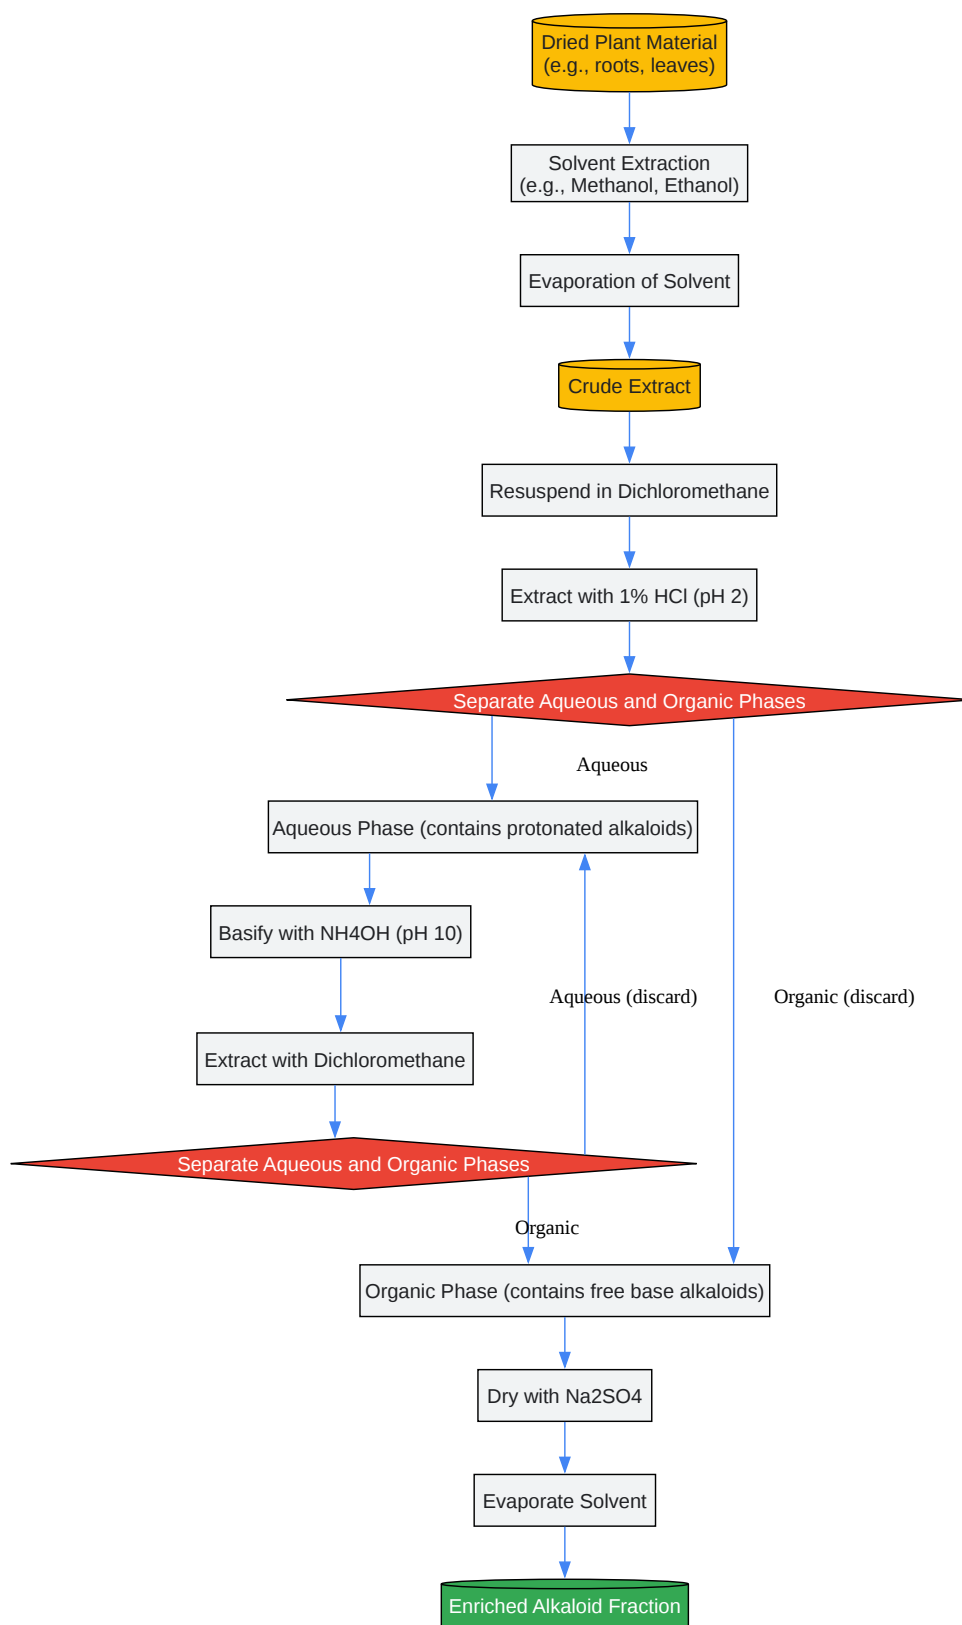 Dried Plant Material
(e.g., roots, leaves)
Solvent Extraction
(e.g., Methanol, Ethanol)
Evaporation of Solvent
Crude Extract
Resuspend in Dichloromethane
Extract with 1% HCl (pH 2)
Separate Aqueous and Organic Phases
Aqueous
Aqueous Phase (contains protonated alkaloids)
Basify with NH4OH (pH 10)
Aqueous (discard)
Organic (discard)
Extract with Dichloromethane
Separate Aqueous and Organic Phases
Organic
Organic Phase (contains free base alkaloids)
Dry with Na2SO4
Evaporate Solvent
Enriched Alkaloid Fraction